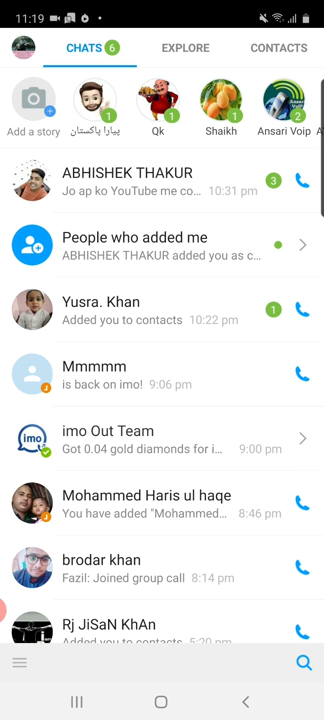 11:19
CHATS 6
EXPLORE
CONTACTS
Add a story
1
پیارا پاکستان
1
Qk
1
Shaikh
2
Ansari Voip
A
ABHISHEK THAKUR
Jo ap ko YouTube me co... 10:31 pm
3
People who added me
ABHISHEK THAKUR added you as c...
Yusra. Khan
Added you to contacts 10:22 pm
1
Mmmmm
is back on imo! 9:06 pm
imo
imo Out Team
Got 0.04 gold diamonds for i... 9:00 pm
Mohammed Haris ul haqe
You have added "Mohammed... 8:46 pm
brodar khan
Fazil: Joined group call 8:14 pm
Rj JiSaN KhAn
Added you to contacts 5:20 pm